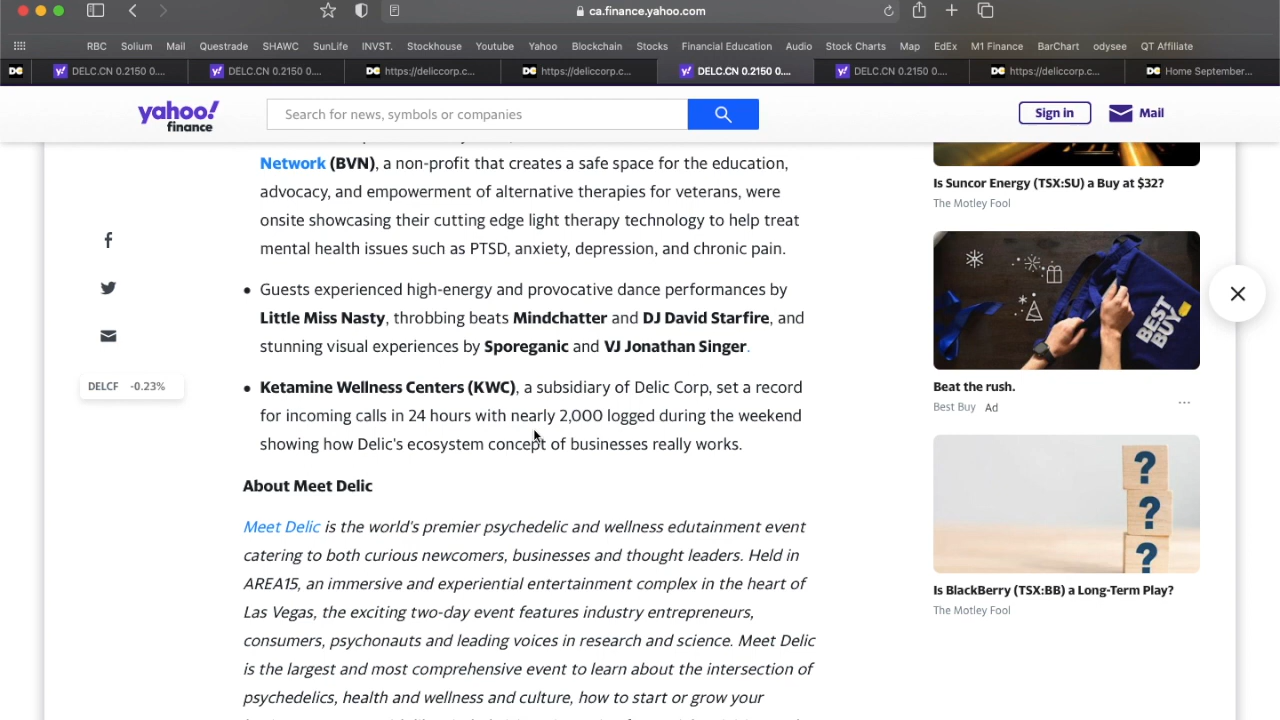 ca.finance.yahoo.com
RBC Solium Mail Questrade SHAWC SunLife INVST. Stockhouse Youtube Yahoo Blockchain Stocks Financial Education Audio Stock Charts Map EdEx M1 Finance BarChart odysee QT Affiliate
DELC.CN 0.2150 0.... DELC.CN 0.2150 0.... https://deliccorp.c... https://deliccorp.c... DELC.CN 0.2150 0.... DELC.CN 0.2150 0.... https://deliccorp.c... Home September...
yahoo!
finance
Search for news, symbols or companies
Sign in
Mail
Network (BVN), a non-profit that creates a safe space for the education,
advocacy, and empowerment of alternative therapies for veterans, were
onsite showcasing their cutting edge light therapy technology to help treat
mental health issues such as PTSD, anxiety, depression, and chronic pain.
• Guests experienced high-energy and provocative dance performances by
Little Miss Nasty, throbbing beats Mindchatter and DJ David Starfire, and
stunning visual experiences by Sporeganic and VJ Jonathan Singer.
DELCF -0.23%
• Ketamine Wellness Centers (KWC), a subsidiary of Delic Corp, set a record
for incoming calls in 24 hours with nearly 2,000 logged during the weekend
showing how Delic's ecosystem concept of businesses really works.
About Meet Delic
Meet Delic is the world's premier psychedelic and wellness edutainment event
catering to both curious newcomers, businesses and thought leaders. Held in
AREA15, an immersive and experiential entertainment complex in the heart of
Las Vegas, the exciting two-day event features industry entrepreneurs,
consumers, psychonauts and leading voices in research and science. Meet Delic
is the largest and most comprehensive event to learn about the intersection of
psychedelics, health and wellness and culture, how to start or grow your
Is Suncor Energy (TSX:SU) a Buy at $32?
The Motley Fool
BEST
BUY
Beat the rush.
Best Buy Ad
...
?
?
?
Is BlackBerry (TSX:BB) a Long-Term Play?
The Motley Fool